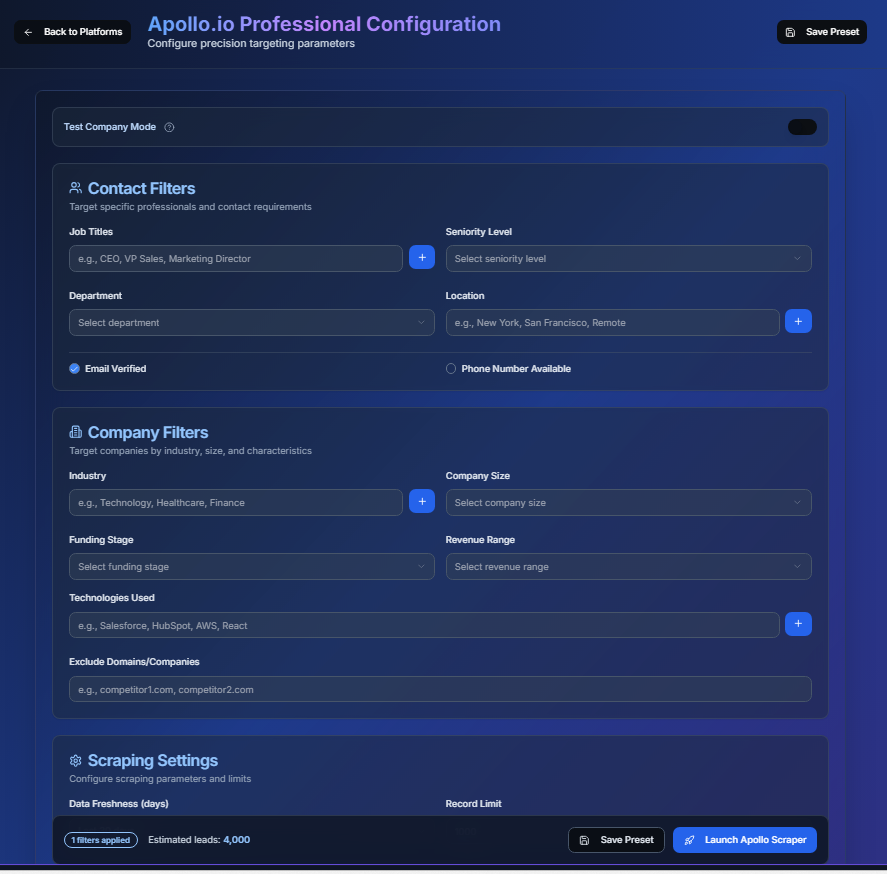 Back to Platforms
Apollo.io Professional Configuration
Configure precision targeting parameters
Save Preset
Test Company Mode
Contact Filters
Target specific professionals and contact requirements
Job Titles
Seniority Level
e.g., CEO, VP Sales, Marketing Director
+
Select seniority level
Department
Location
Select department
e.g., New York, San Francisco, Remote
+
Email Verified
Phone Number Available
Company Filters
Target companies by industry, size, and characteristics
Industry
Company Size
e.g., Technology, Healthcare, Finance
+
Select company size
Funding Stage
Revenue Range
Select funding stage
Select revenue range
Technologies Used
e.g., Salesforce, HubSpot, AWS, React
+
Exclude Domains/Companies
e.g., competitor1.com, competitor2.com
Scraping Settings
Configure scraping parameters and limits
Data Freshness (days)
Record Limit
1 filters applied
Estimated leads: 4,000
Save Preset
Launch Apollo Scraper